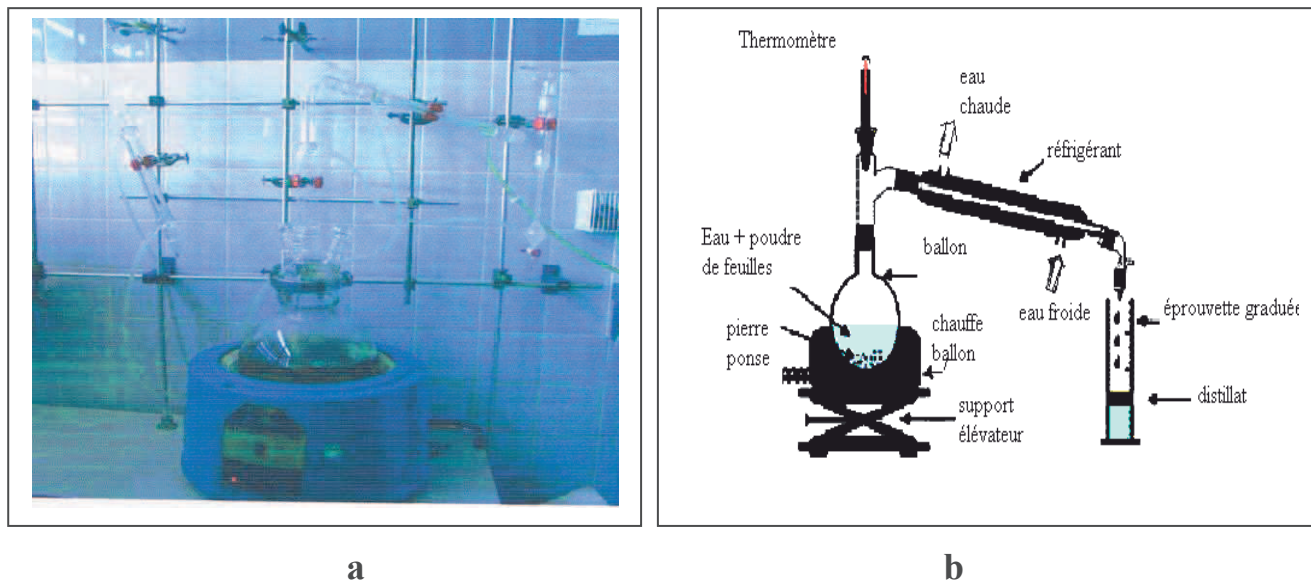 Thermomètre
eau
chaude
réfrigérant
Eau + poudre
de feuilles
ballon
eau froide
éprouvette graduée
pierre
ponse
chauffe
ballon
distillat
support
élévateur
a
b